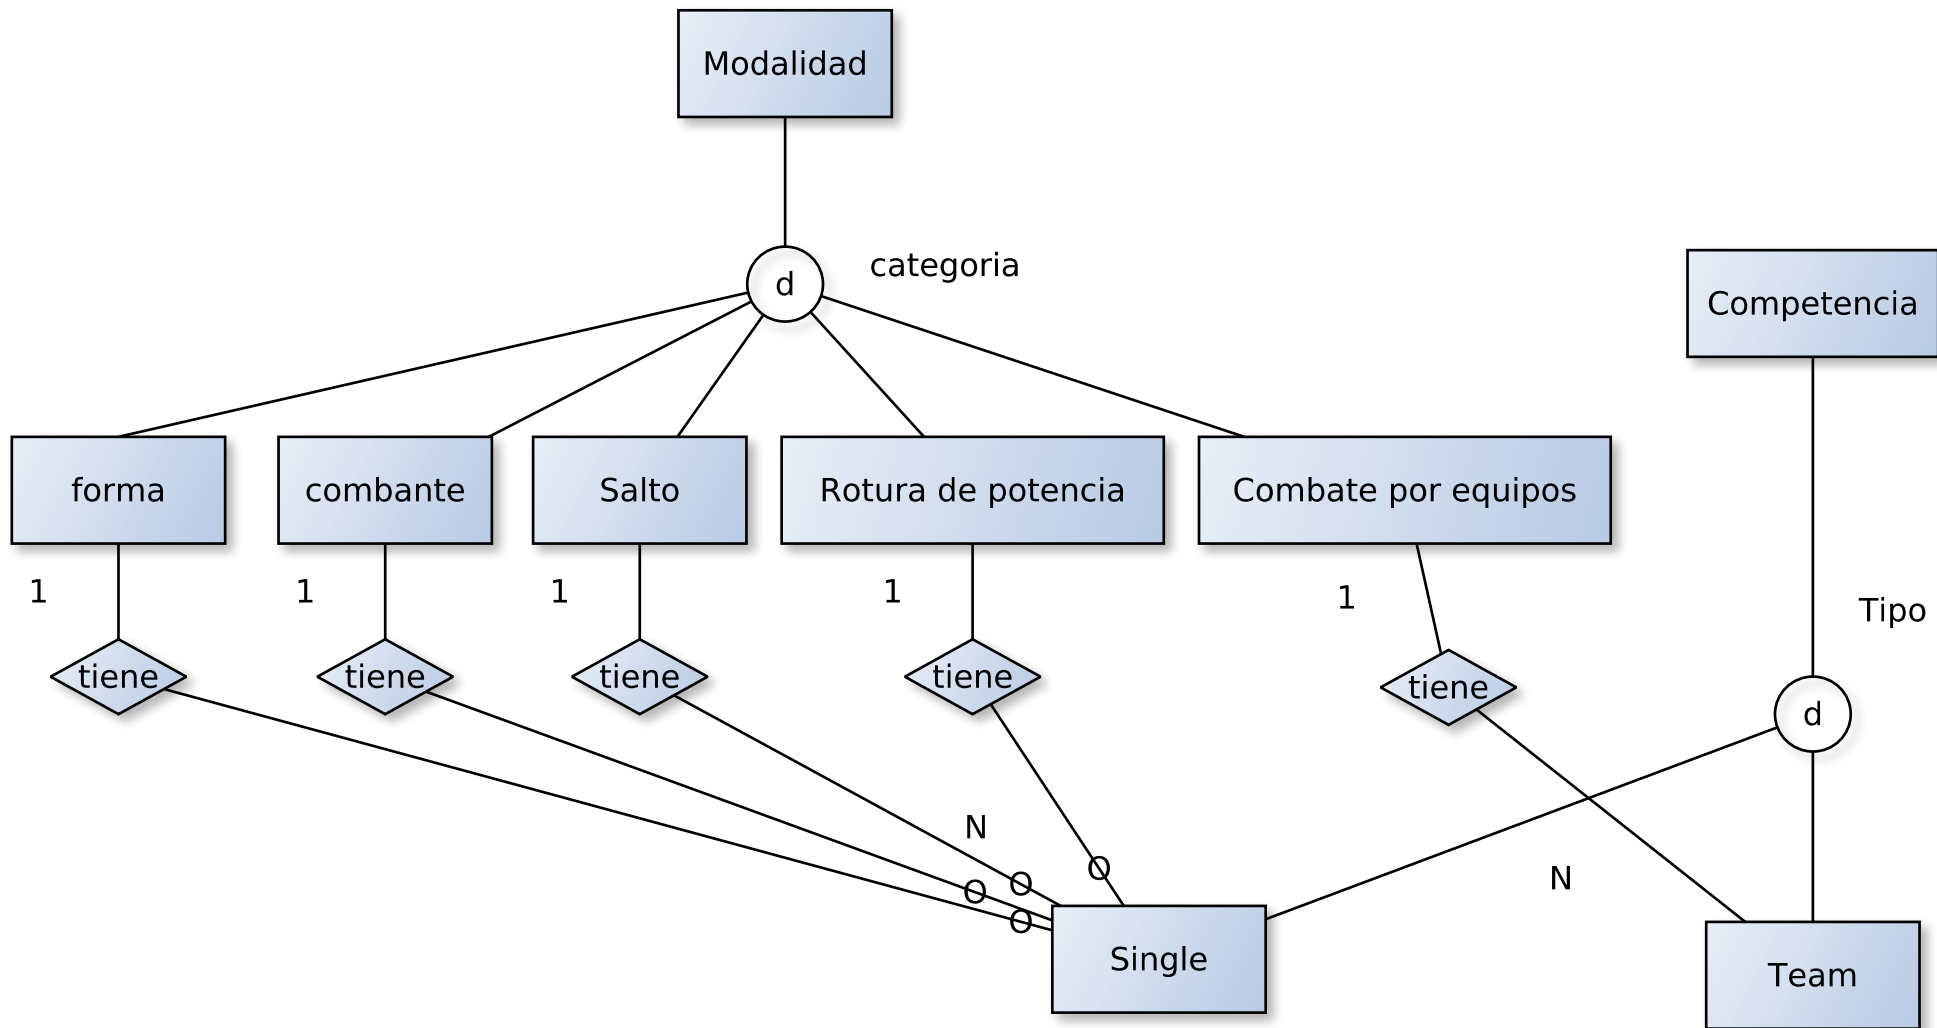 Modalidad
d
categoria
Competencia
forma
combante
Salto
Rotura de potencia
Combate por equipos
1
1
1
1
1
Tipo
tiene
tiene
tiene
tiene
tiene
d
N
O
O
O
O
N
Single
Team